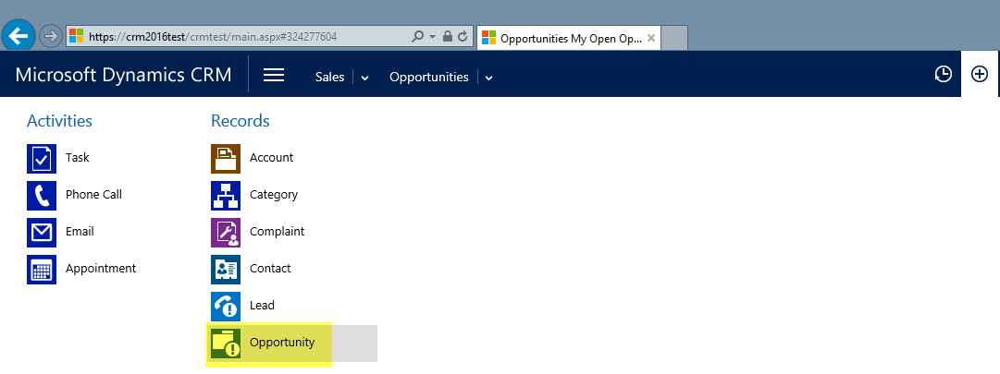 https://crm2016test/crmtest/main.aspx#324277604
Opportunities My Open Op...
Microsoft Dynamics CRM
Sales
Opportunities
Activities
Task
Phone Call
Email
Appointment
Records
Account
Category
Complaint
Contact
Lead
Opportunity